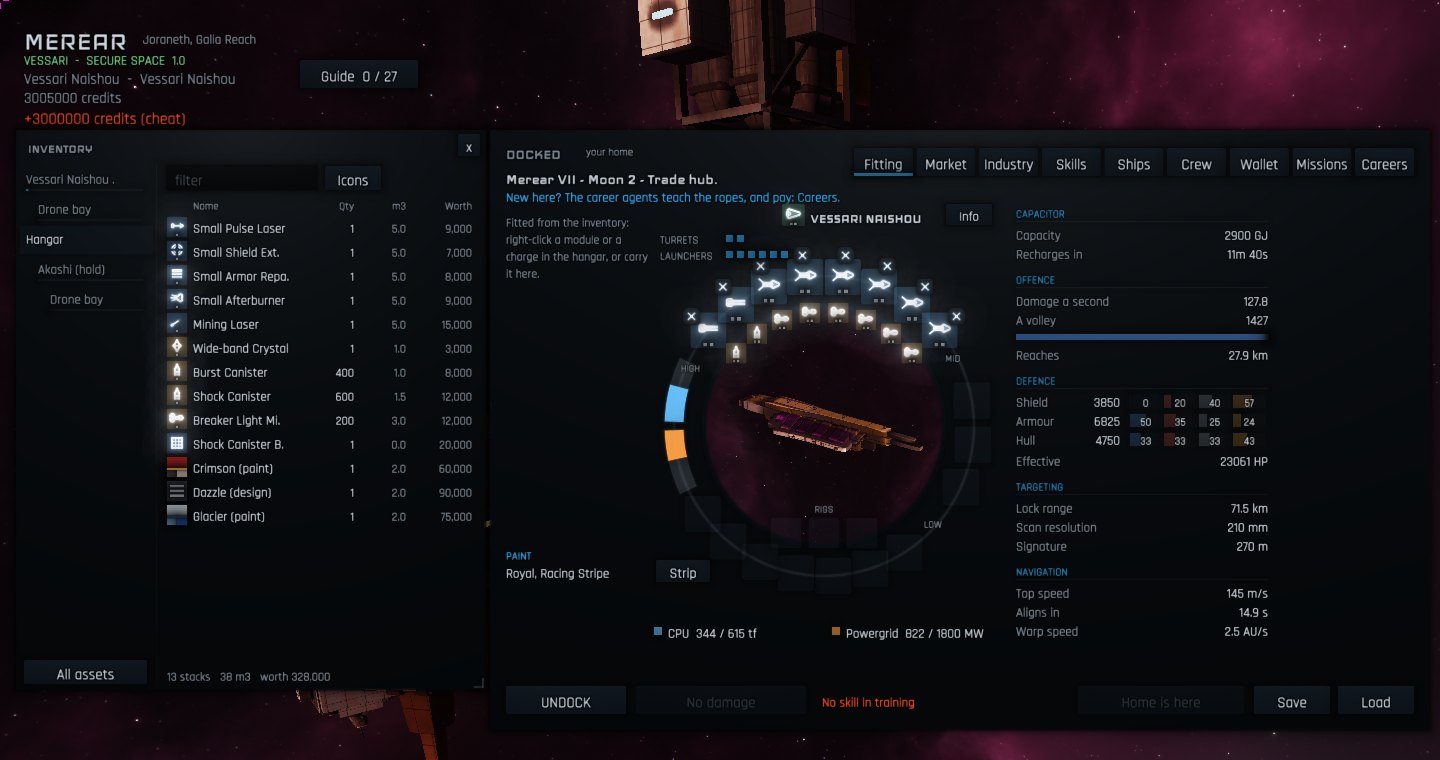 MEREAR Joraneth, Galia Reach
VESSARI - SECURE SPACE 1.0
Vessari Naishou - Vessari Naishou
3005000 credits
+3000000 credits (cheat)
Guide 0 / 27
INVENTORY
x
Vessari Naishou .
Drone bay
Hangar
Akashi (hold)
Drone bay
filter
Icons
Name Qty m3 Worth
Small Pulse Laser 1 5.0 9,000
Small Shield Ext. 1 5.0 7,000
Small Armor Repa. 1 5.0 8,000
Small Afterburner 1 5.0 9,000
Mining Laser 1 5.0 15,000
Wide-band Crystal 1 1.0 3,000
Burst Canister 400 1.0 8,000
Shock Canister 600 1.5 12,000
Breaker Light Mi. 200 3.0 12,000
Shock Canister B. 1 0.0 20,000
Crimson (paint) 1 2.0 60,000
Dazzle (design) 1 2.0 90,000
Glacier (paint) 1 2.0 75,000
All assets
13 stacks 38 m3 worth 328,000
DOCKED your home
Fitting Market Industry Skills Ships Crew Wallet Missions Careers
Merear VII - Moon 2 - Trade hub.
New here? The career agents teach the ropes, and pay: Careers.
Fitted from the inventory:
right-click a module or a
charge in the hangar, or carry
it here.
VESSARI NAISHOU
Info
TURRETS
LAUNCHERS
HIGH
MID
LOW
RIGS
PAINT
Royal, Racing Stripe
Strip
CPU 344 / 615 tf
Powergrid 822 / 1800 MW
CAPACITOR
Capacity 2900 GJ
Recharges in 11m 40s
OFFENCE
Damage a second 127.8
A volley 1427
Reaches 27.9 km
DEFENCE
Shield 3850 0 20 40 57
Armour 6825 50 35 25 24
Hull 4750 33 33 33 43
Effective 23061 HP
TARGETING
Lock range 71.5 km
Scan resolution 210 mm
Signature 270 m
NAVIGATION
Top speed 145 m/s
Aligns in 14.9 s
Warp speed 2.5 AU/s
UNDOCK
No damage
No skill in training
Home is here
Save
Load